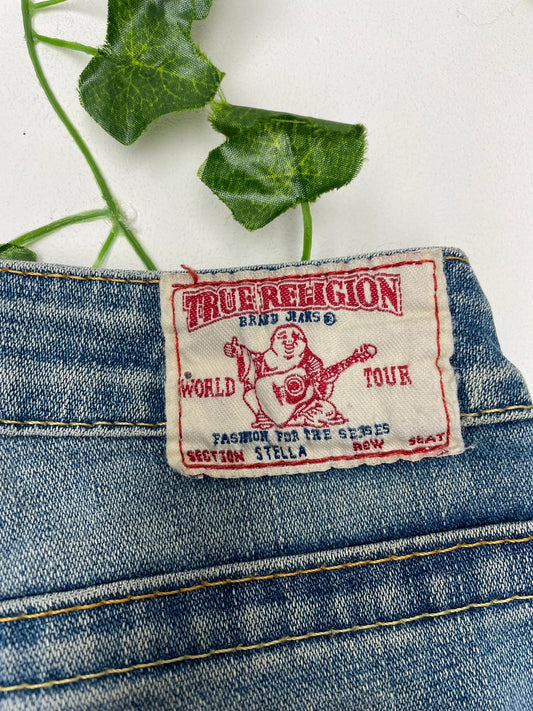 TRUE RELIGION
BRAND JEANS®
WORLD TOUR
FASHION FOR THE SENSES
SECTION STELLA ROW SEAT